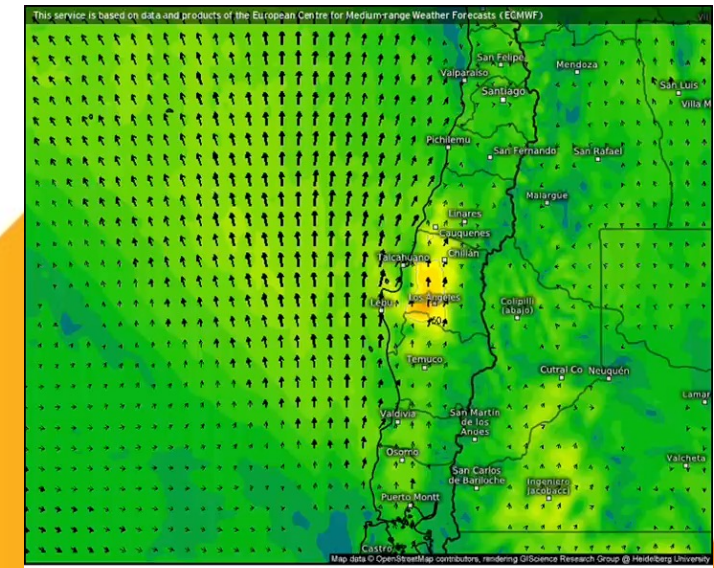 This service is based on data and products of the European Centre for Medium-range Weather Forecasts (ECMWF)
San Felipe
Mendoza
Valparaíso
San Luis
Santiago
Villa M
Pichilemu
San Fernando
San Rafael
Malargüe
Linares
Cauquenes
Talcahuano
Chillán
Los Ángeles
Lebu
Colipilli
(abajo)
Temuco
Cutral Co
Neuquén
Lamar
Valdivia
San Martín
de los
Andes
Osorno
Valcheta
San Carlos
de Bariloche
Ingeniero
Jacobacci
Puerto Montt
Castro
Map data © OpenStreetMap contributors, rendering GIScience Research Group @ Heidelberg University